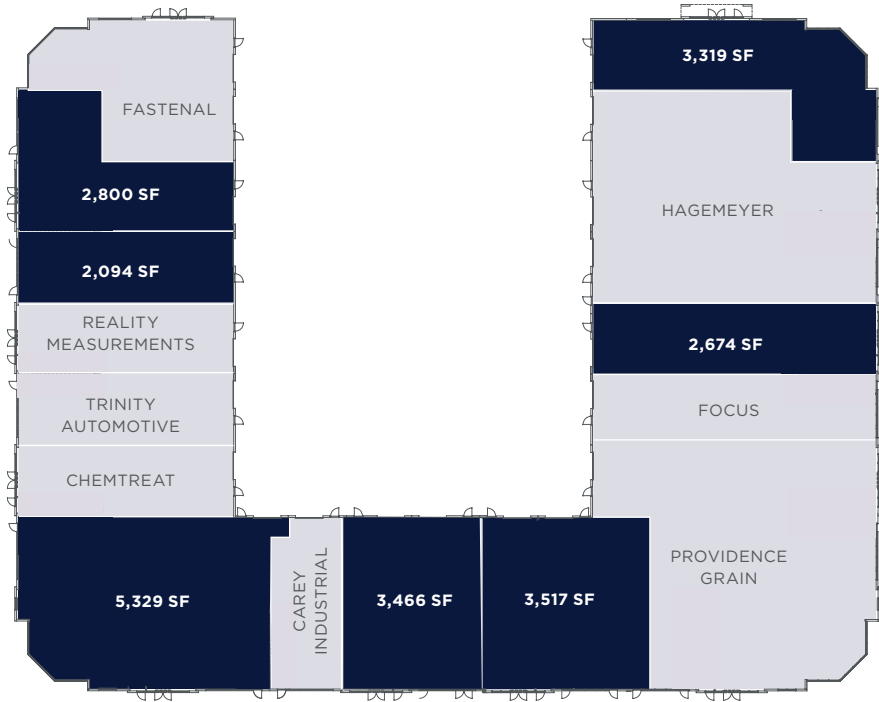 FASTENAL
2,800 SF
2,094 SF
REALITY
MEASUREMENTS
TRINITY
AUTOMOTIVE
CHEMTREAT
5,329 SF
CAREY
INDUSTRIAL
3,466 SF
3,517 SF
3,319 SF
HAGEMEYER
2,674 SF
FOCUS
PROVIDENCE
GRAIN